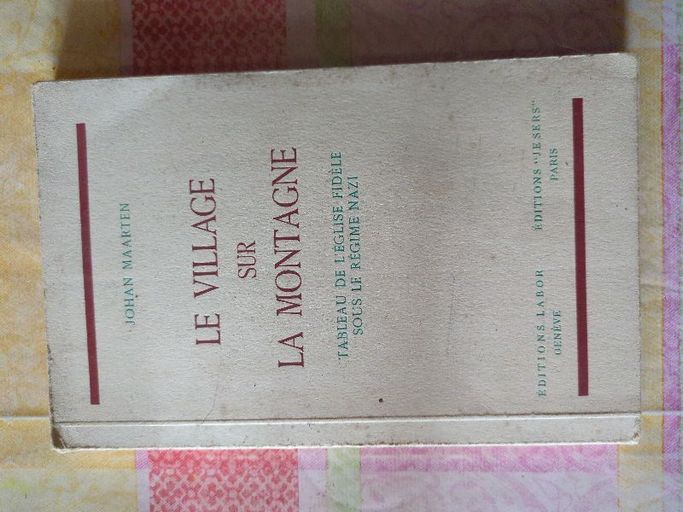 JOHAN MAARTEN
LE VILLAGE
SUR
LA MONTAGNE
TABLEAU DE L'ÉGLISE FIDÈLE
SOUS LE RÉGIME NAZI
ÉDITIONS LABOR ÉDITIONS "JE SERS"
GENÈVE PARIS